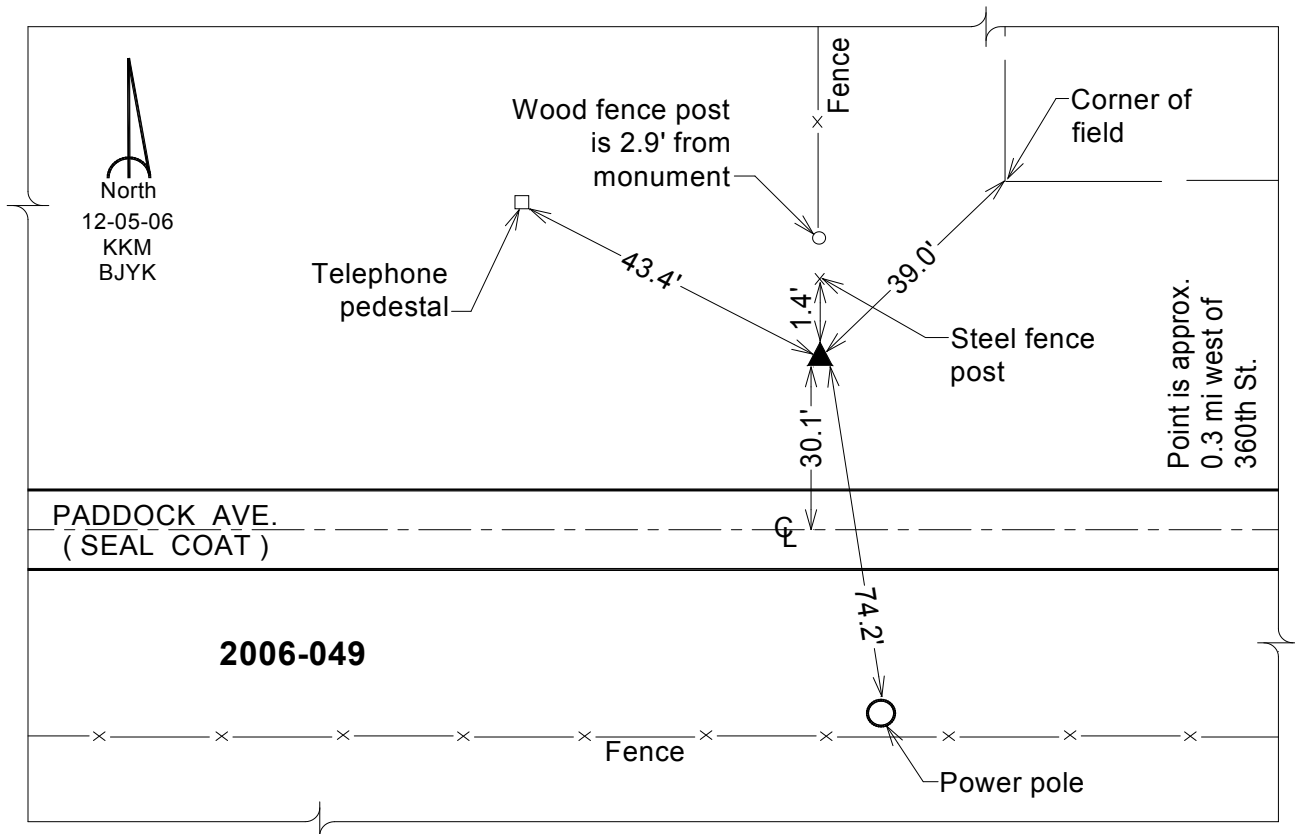 North
12-05-06
KKM
BJYK
Wood fence post
is 2.9' from
monument
Fence
Corner of
field
Telephone
pedestal
43.4'
1.4'
39.0'
Steel fence
post
Point is approx.
0.3 mi west of
360th St.
30.1'
PADDOCK AVE.
( SEAL COAT )
CL
74.2'
2006-049
Fence
Power pole